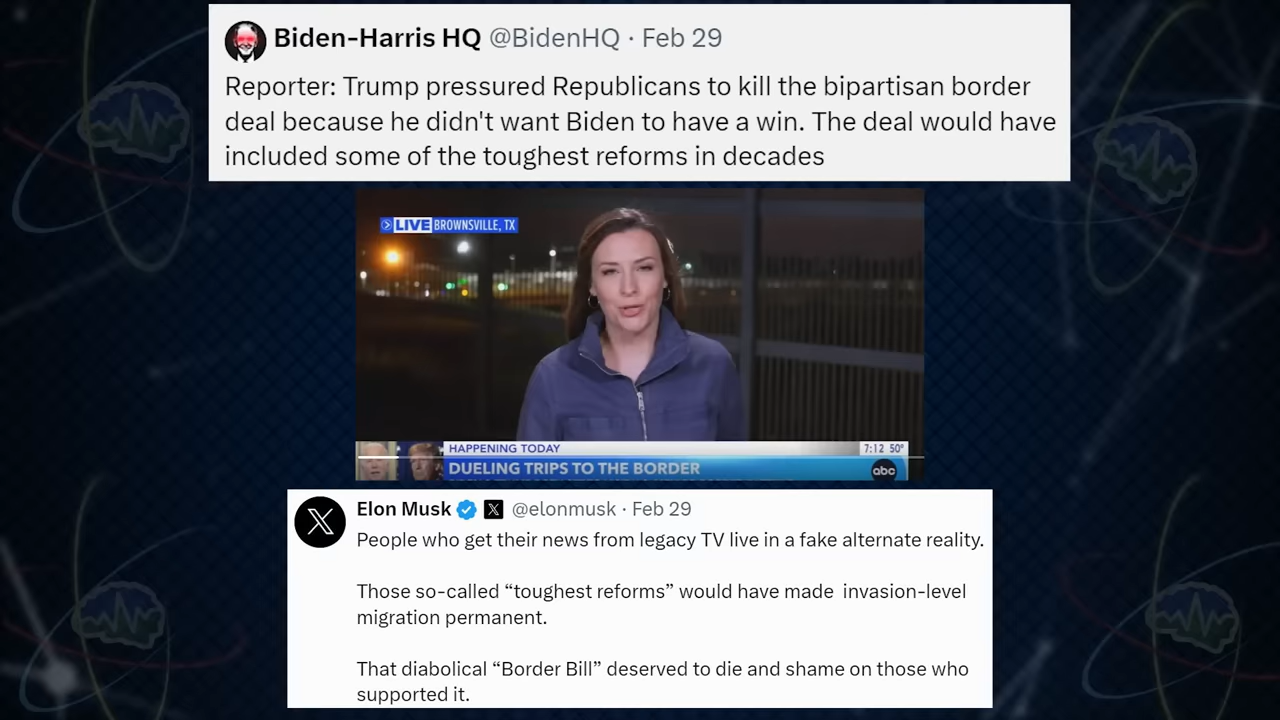 Biden-Harris HQ @BidenHQ · Feb 29
Reporter: Trump pressured Republicans to kill the bipartisan border
deal because he didn't want Biden to have a win. The deal would have
included some of the toughest reforms in decades
LIVE BROWNSVILLE, TX
HAPPENING TODAY
7:12 50°
DUELING TRIPS TO THE BORDER
abc
Elon Musk X @elonmusk · Feb 29
People who get their news from legacy TV live in a fake alternate reality.
Those so-called “toughest reforms” would have made invasion-level
migration permanent.
That diabolical “Border Bill” deserved to die and shame on those who
supported it.